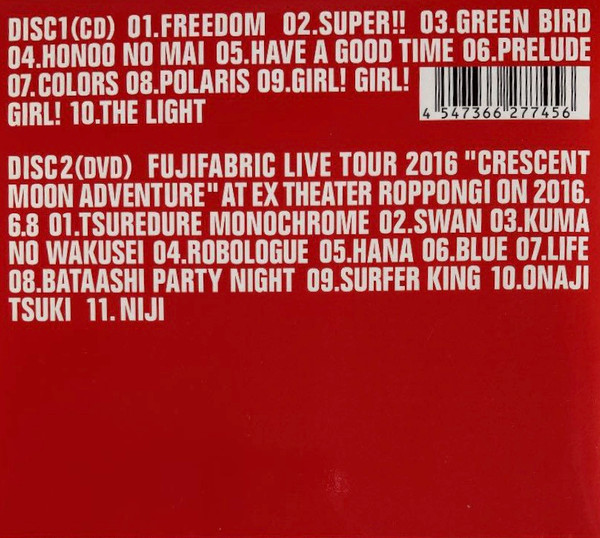 DISC1(CD) 01.FREEDOM 02.SUPER!! 03.GREEN BIRD
04.HONOO NO MAI 05.HAVE A GOOD TIME 06.PRELUDE
07.COLORS 08.POLARIS 09.GIRL! GIRL!
GIRL! 10.THE LIGHT
4 547366 277456
DISC2(DVD) FUJIFABRIC LIVE TOUR 2016 "CRESCENT
MOON ADVENTURE" AT EX THEATER ROPPONGI ON 2016.
6.8 01.TSUREDURE MONOCHROME 02.SWAN 03.KUMA
NO WAKUSEI 04.ROBOLOGUE 05.HANA 06.BLUE 07.LIFE
08.BATAASHI PARTY NIGHT 09.SURFER KING 10.ONAJI
TSUKI 11.NIJI